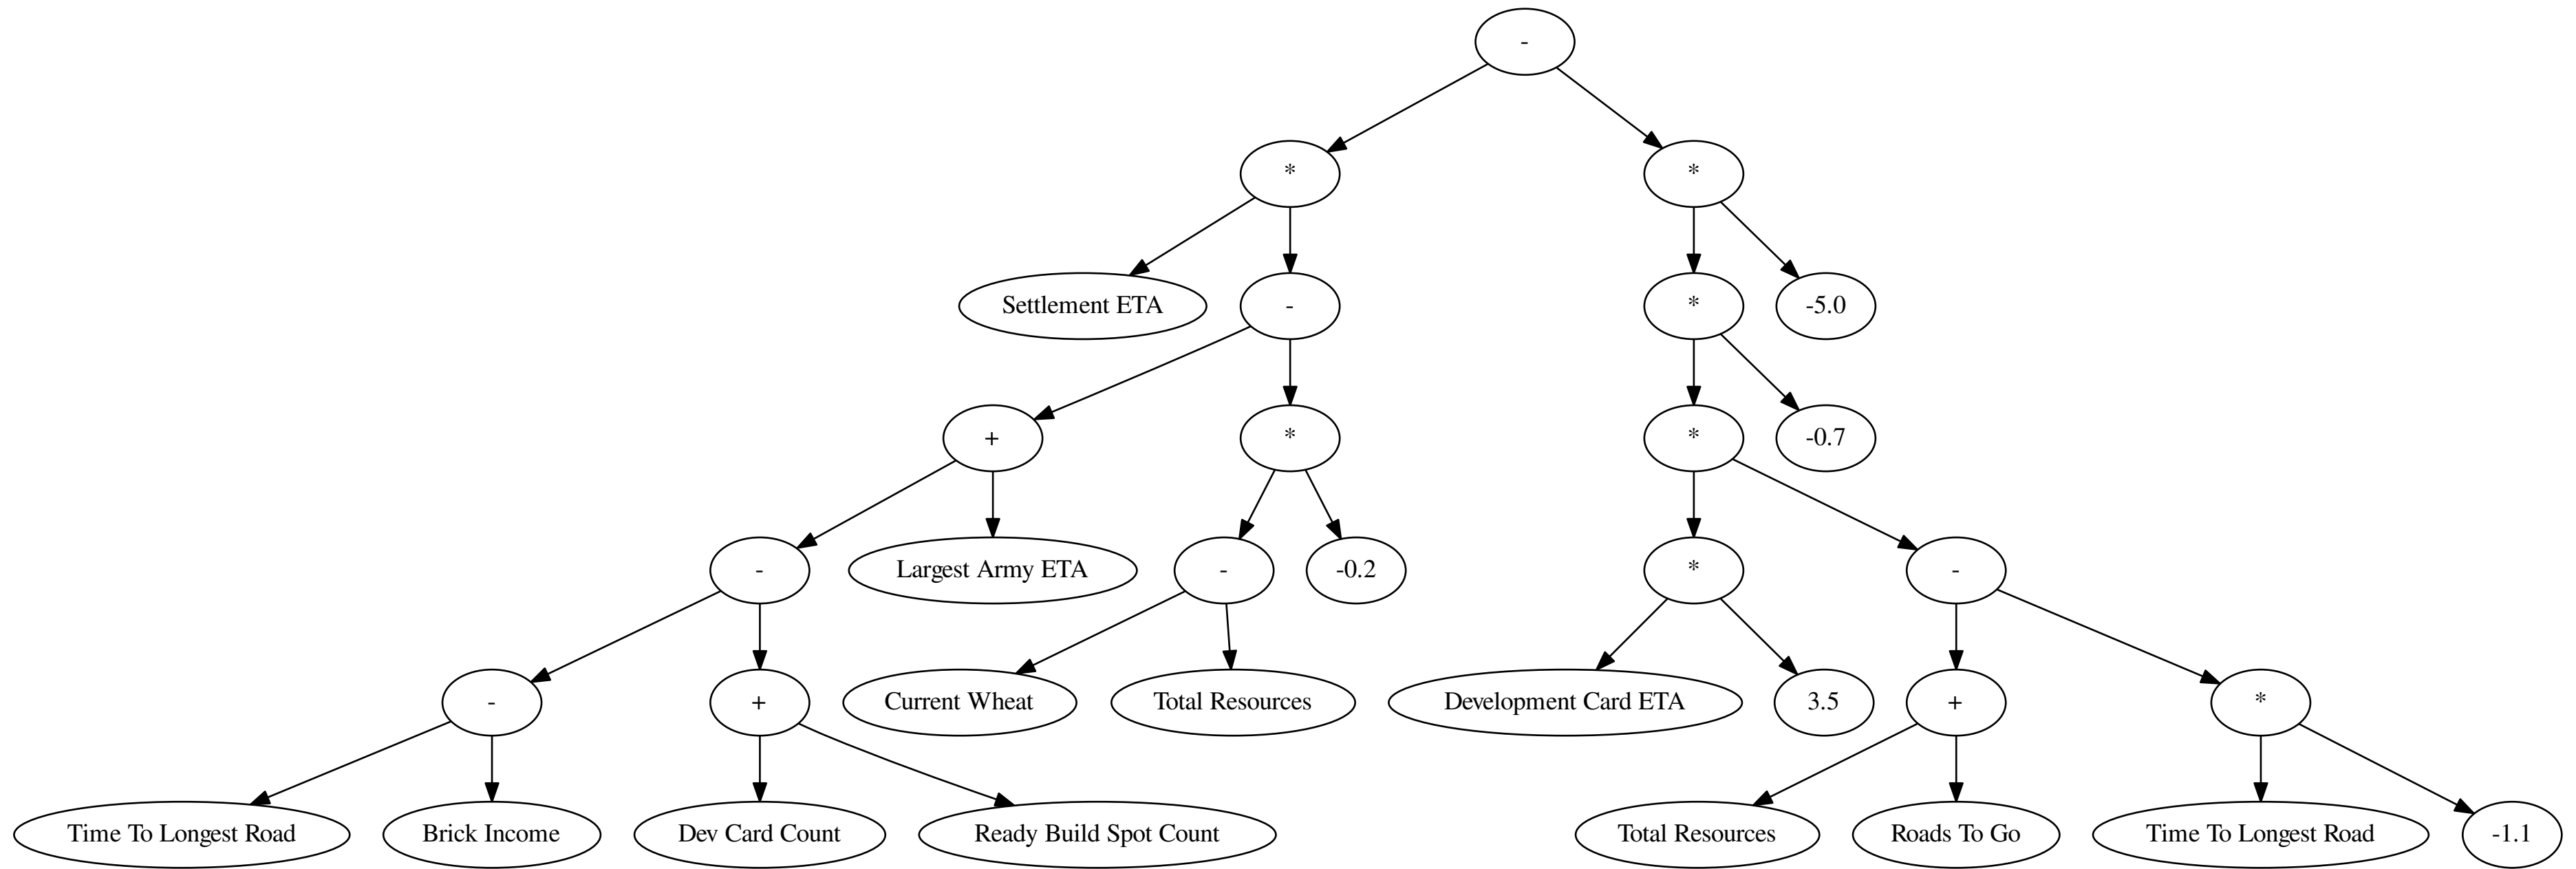 -
*
*
Settlement ETA
-
*
-5.0
+
*
*
-0.7
-
Largest Army ETA
-
-0.2
*
-
-
+
Current Wheat
Total Resources
Development Card ETA
3.5
+
*
Time To Longest Road
Brick Income
Dev Card Count
Ready Build Spot Count
Total Resources
Roads To Go
Time To Longest Road
-1.1